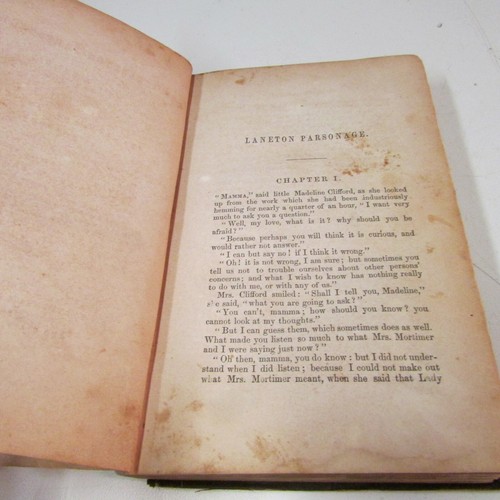 LANETON PARSONAGE.
CHAPTER I.
"MAMMA," said little Madeline Clifford, as she looked
up from the work which she had been industriously
hemming for nearly a quarter of an hour, "I want very
much to ask you a question."
"Well, my love, what is it? why should you be
afraid?"
"Because perhaps you will think it is curious, and
would rather not answer."
"I can but say no! if I think it wrong."
"Oh! it is not wrong, I am sure; but sometimes you
tell us not to trouble ourselves about other persons'
concerns; and what I wish to know has nothing really
to do with me, or with any of us."
Mrs. Clifford smiled: "Shall I tell you, Madeline,"
she said, "what you are going to ask?"
"You can't, mamma; how should you know? you
cannot look at my thoughts."
"But I can guess them, which sometimes does as well.
What made you listen so much to what Mrs. Mortimer
and I were saying just now?"
"Oh! then, mamma, you do know: but I did not under-
stand when I did listen; because I could not make out
what Mrs. Mortimer meant, when she said that Lady